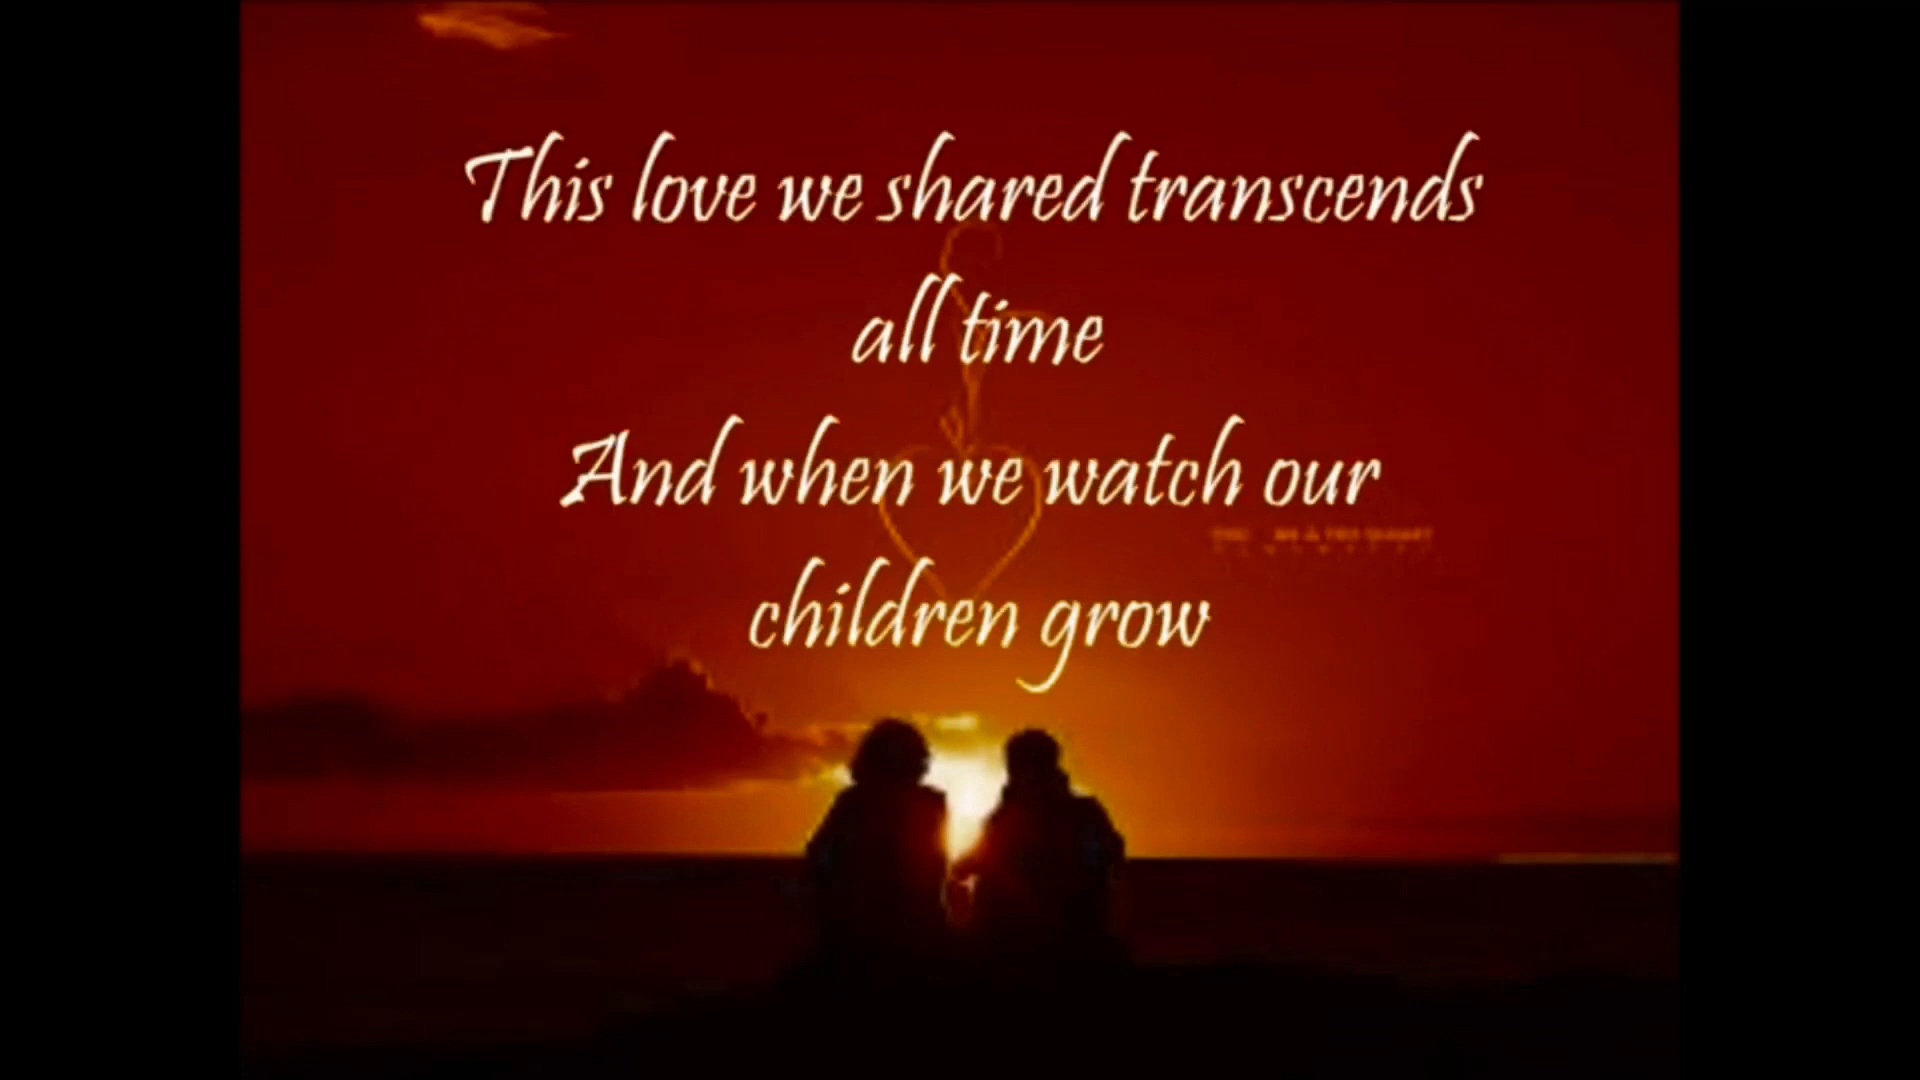 This love we shared transcends
all time
And when we watch our
children grow